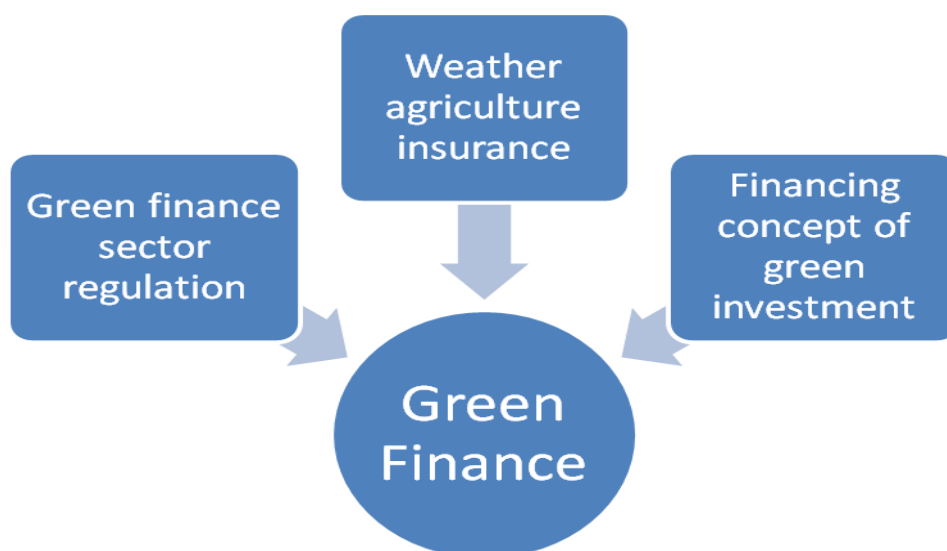 Weather
agriculture
insurance
Green finance
sector
regulation
Financing
concept of
green
investment
Green
Finance